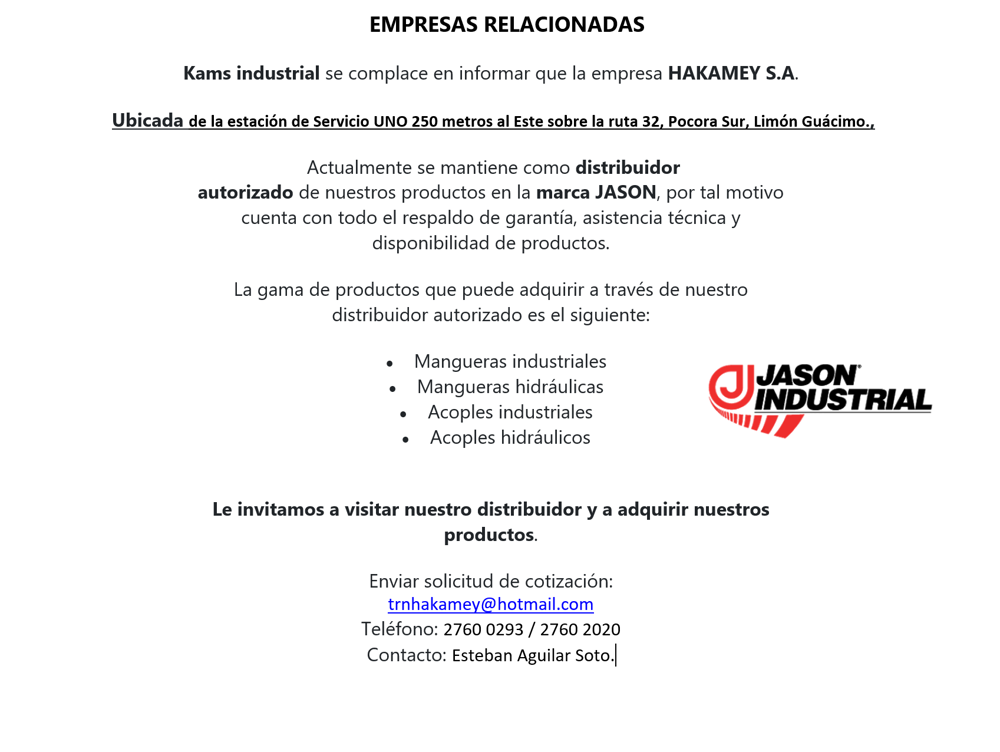 EMPRESAS RELACIONADAS
Kams industrial se complace en informar que la empresa HAKAMEY S.A.
Ubicada de la estación de Servicio UNO 250 metros al Este sobre la ruta 32, Pocora Sur, Limón Guácimo.,
Actualmente se mantiene como distribuidor
autorizado de nuestros productos en la marca JASON, por tal motivo
cuenta con todo el respaldo de garantía, asistencia técnica y
disponibilidad de productos.
La gama de productos que puede adquirir a través de nuestro
distribuidor autorizado es el siguiente:
• Mangueras industriales
• Mangueras hidráulicas
• Acoples industriales
• Acoples hidráulicos
JASON®
INDUSTRIAL
Le invitamos a visitar nuestro distribuidor y a adquirir nuestros
productos.
Enviar solicitud de cotización:
trnhakamey@hotmail.com
Teléfono: 2760 0293 / 2760 2020
Contacto: Esteban Aguilar Soto.